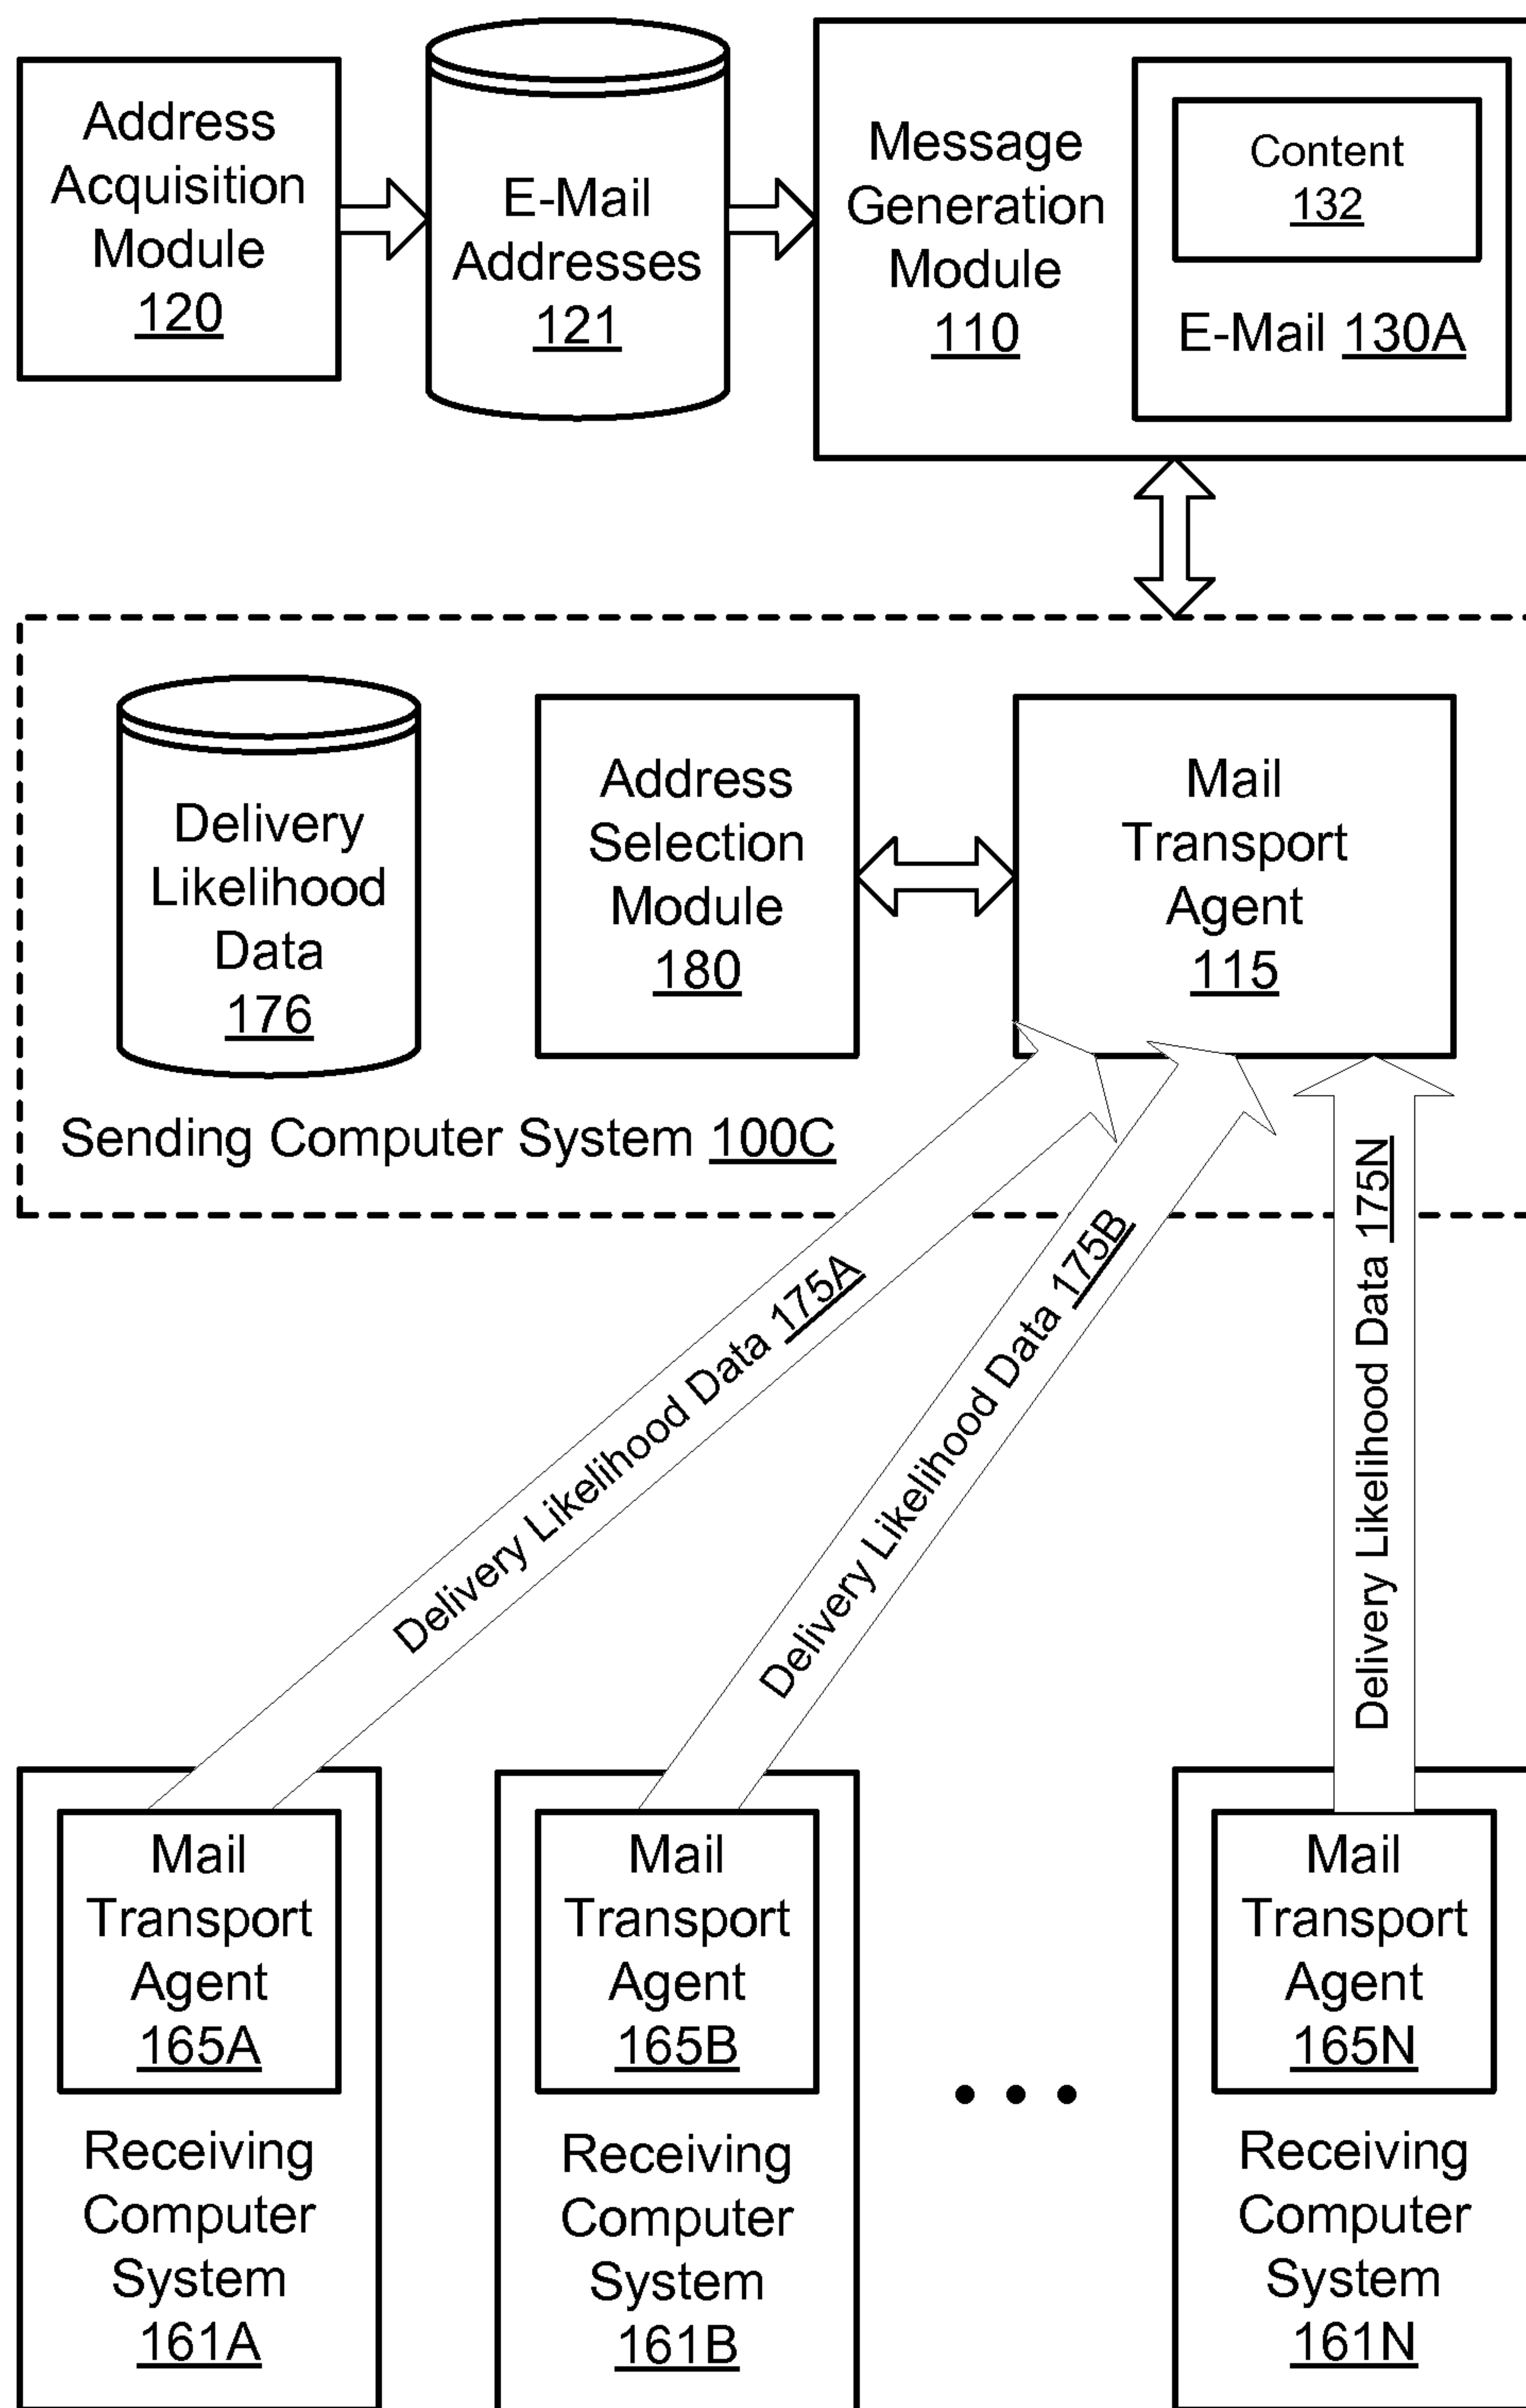 Address
Acquisition
Module
120
E-Mail
Addresses
121
Message
Generation
Module
110
Content
132
E-Mail 130A
Delivery
Likelihood
Data
176
Address
Selection
Module
180
Mail
Transport
Agent
115
Sending Computer System 100C
Delivery Likelihood Data 175A
Delivery Likelihood Data 175B
Delivery Likelihood Data 175N
Mail
Transport
Agent
165A
Receiving
Computer
System
161A
Mail
Transport
Agent
165B
Receiving
Computer
System
161B
Mail
Transport
Agent
165N
Receiving
Computer
System
161N